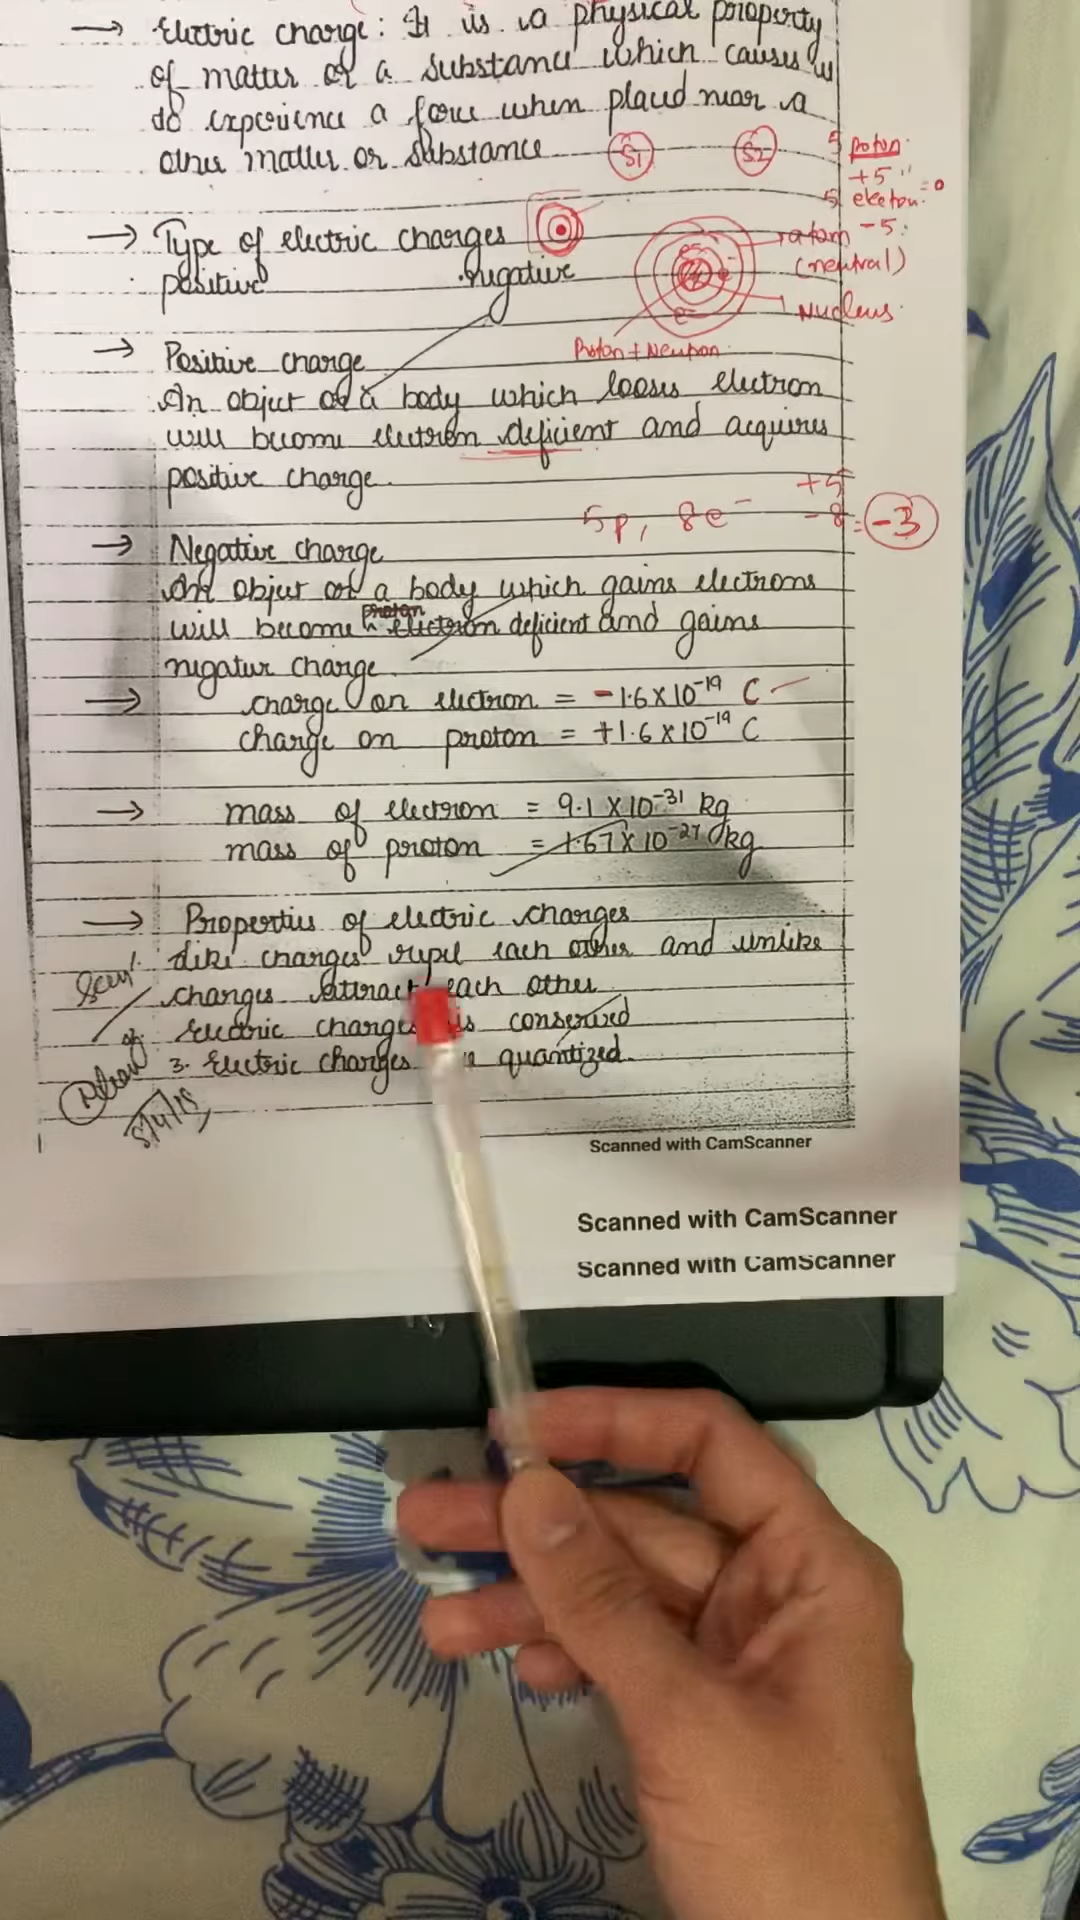 → Electric charge: It is a physical property
of matter or a substance which causes us
to experience a force when placed near a
other matter or substance
S1 S2
5 proton
+5
5 electron = 0
→ Type of electric charges
atom -5
positive negative
(neutral)
Nucleus
Proton + Neutron
→ Positive charge
An object or a body which looses electron
will become electron deficient and acquires
positive charge.
5p, 8e⁻ +5 -8 = -3
→ Negative charge
An object or a body which gains electrons
proton
will become electron deficient and gains
negative charge.
→ charge on electron = -1.6 X 10⁻¹⁹ C
charge on proton = +1.6 X 10⁻¹⁹ C
→ mass of electron = 9.1 X 10⁻³¹ kg
mass of proton = 1.67 X 10⁻²⁷ kg
→ Properties of electric charges
1. Like charges repel each other and unlike
charges attract each other
2. Electric charges is conserved
3. Electric charges quantized.
Scanned with CamScanner
Scanned with CamScanner
Scanned with CamScanner